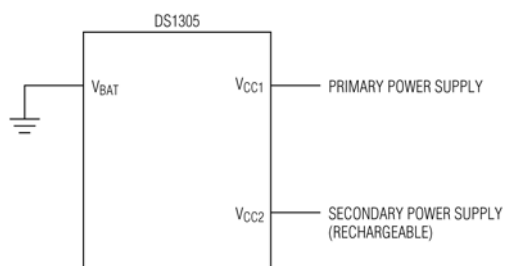 DS1305
VBAT
VCC1
PRIMARY POWER SUPPLY
VCC2
SECONDARY POWER SUPPLY
(RECHARGEABLE)